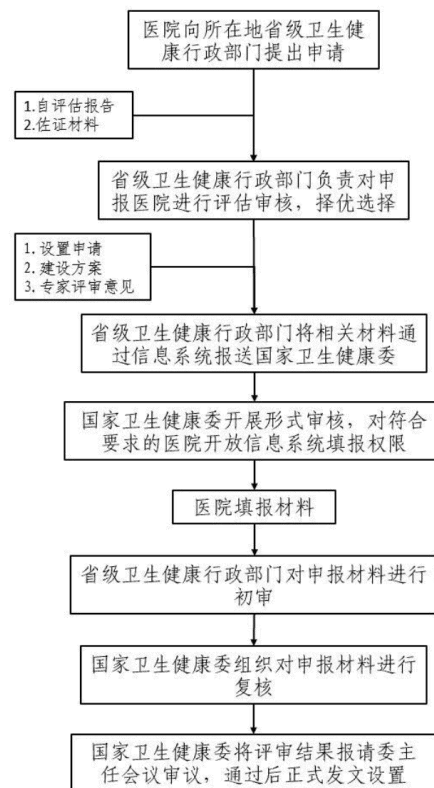 医院向所在地省级卫生健
康行政部门提出申请
1.自评估报告
2.佐证材料
省级卫生健康行政部门负责对申
报医院进行评估审核，择优选择
1. 设置申请
2. 建设方案
3. 专家评审意见
省级卫生健康行政部门将相关材料通
过信息系统报送国家卫生健康委
国家卫生健康委开展形式审核，对符合
要求的医院开放信息系统填报权限
医院填报材料
省级卫生健康行政部门对申报材料进行
初审
国家卫生健康委组织对申报材料进行
复核
国家卫生健康委将评审结果报请委主
任会议审议，通过后正式发文设置